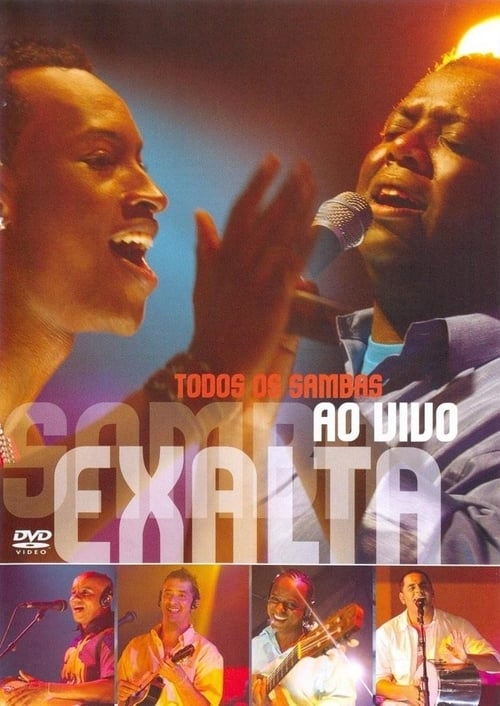 TODOS OS SAMBAS
AO VIVO
SAMBA
EXALTA
DVD
VIDEO